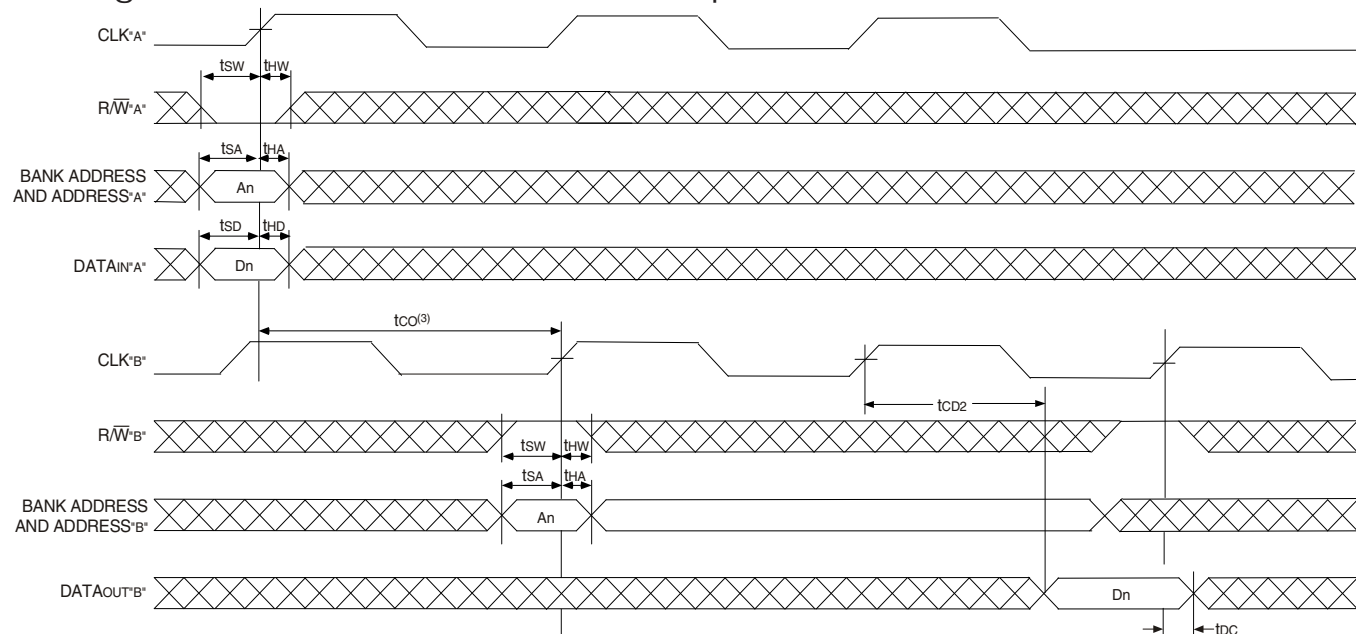 CLK"A"
tSW tHW
R/W̅"A"
tSA tHA
BANK ADDRESS
AND ADDRESS"A"
An
tSD tHD
DATAIN"A"
Dn
tCO(3)
CLK"B"
tCD2
R/W̅"B"
tSW tHW
tSA tHA
BANK ADDRESS
AND ADDRESS"B"
An
DATAOUT"B"
Dn
tDC